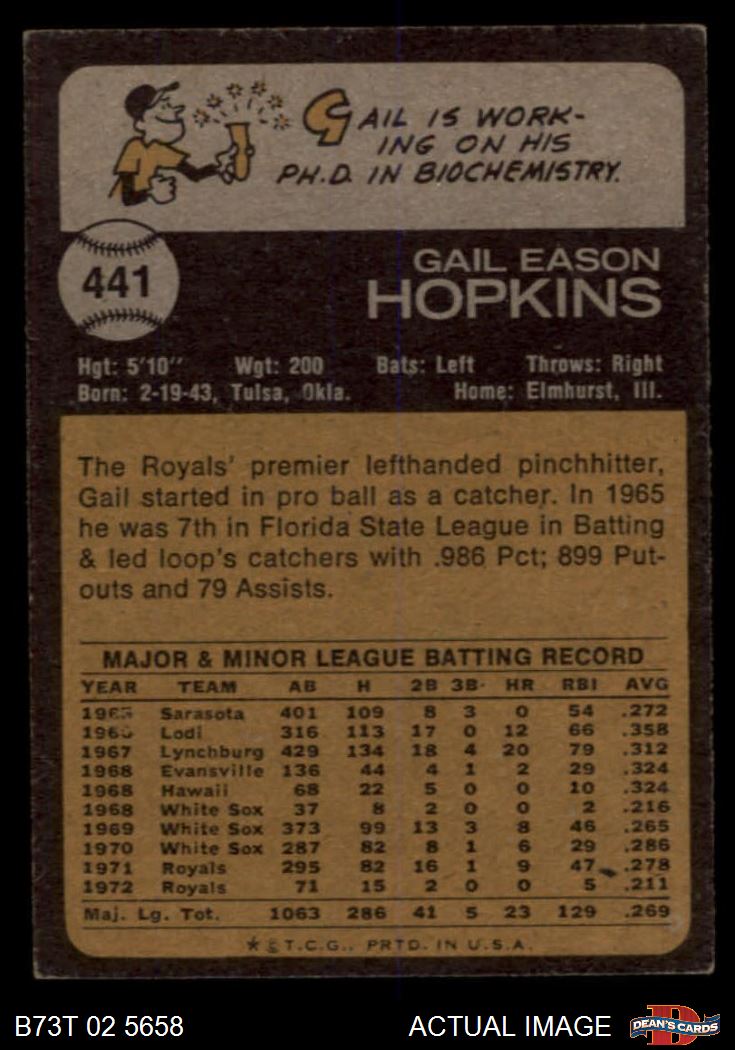 GAIL IS WORK-
ING ON HIS
PH.D. IN BIOCHEMISTRY.
441
GAIL EASON
HOPKINS
Hgt: 5'10" Wgt: 200 Bats: Left Throws: Right
Born: 2-19-43, Tulsa, Okla. Home: Elmhurst, Ill.
The Royals' premier lefthanded pinchhitter,
Gail started in pro ball as a catcher. In 1965
he was 7th in Florida State League in Batting
& led loop's catchers with .986 Pct; 899 Put-
outs and 79 Assists.
MAJOR & MINOR LEAGUE BATTING RECORD
YEAR TEAM AB H 2B 3B HR RBI AVG
1965 Sarasota 401 109 8 3 0 54 .272
1966 Lodi 316 113 17 0 12 66 .358
1967 Lynchburg 429 134 18 4 20 79 .312
1968 Evansville 136 44 4 1 2 29 .324
1968 Hawaii 68 22 5 0 0 10 .324
1968 White Sox 37 8 2 0 0 2 .216
1969 White Sox 373 99 13 3 8 46 .265
1970 White Sox 287 82 8 1 6 29 .286
1971 Royals 295 82 16 1 9 47 .278
1972 Royals 71 15 2 0 0 5 .211
Maj. Lg. Tot. 1063 286 41 5 23 129 .269
★ © T.C.G., PRTD. IN U.S.A.
B73T 02 5658 ACTUAL IMAGE DEAN'S CARDS